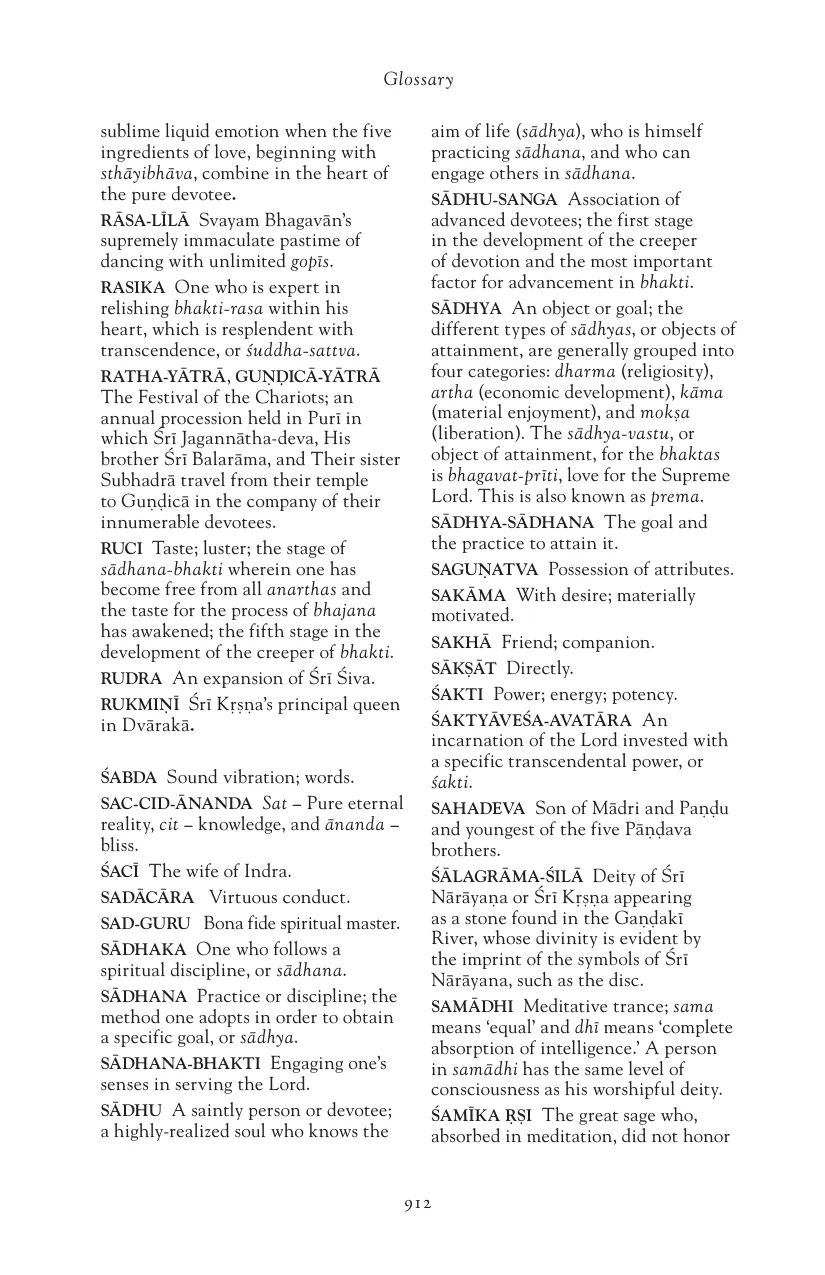 Glossary
sublime liquid emotion when the five
ingredients of love, beginning with
sthāyibhāva, combine in the heart of
the pure devotee.
RĀSA-LĪLĀ Svayam Bhagavān’s
supremely immaculate pastime of
dancing with unlimited gopīs.
RASIKA One who is expert in
relishing bhakti-rasa within his
heart, which is resplendent with
transcendence, or śuddha-sattva.
RATHA-YĀTRĀ, GUṆḌICĀ-YĀTRĀ
The Festival of the Chariots; an
annual procession held in Purī in
which Śrī Jagannātha-deva, His
brother Śrī Balarāma, and Their sister
Subhadrā travel from their temple
to Guṇḍicā in the company of their
innumerable devotees.
RUCI Taste; luster; the stage of
sādhana-bhakti wherein one has
become free from all anarthas and
the taste for the process of bhajana
has awakened; the fifth stage in the
development of the creeper of bhakti.
RUDRA An expansion of Śrī Śiva.
RUKMIṆĪ Śrī Kṛṣṇa’s principal queen
in Dvārakā.
ŚABDA Sound vibration; words.
SAC-CID-ĀNANDA Sat – Pure eternal
reality, cit – knowledge, and ānanda –
bliss.
ŚACĪ The wife of Indra.
SADĀCĀRA Virtuous conduct.
SAD-GURU Bona fide spiritual master.
SĀDHAKA One who follows a
spiritual discipline, or sādhana.
SĀDHANA Practice or discipline; the
method one adopts in order to obtain
a specific goal, or sādhya.
SĀDHANA-BHAKTI Engaging one’s
senses in serving the Lord.
SĀDHU A saintly person or devotee;
a highly-realized soul who knows the
aim of life (sādhya), who is himself
practicing sādhana, and who can
engage others in sādhana.
SĀDHU-SANGA Association of
advanced devotees; the first stage
in the development of the creeper
of devotion and the most important
factor for advancement in bhakti.
SĀDHYA An object or goal; the
different types of sādhyas, or objects of
attainment, are generally grouped into
four categories: dharma (religiosity),
artha (economic development), kāma
(material enjoyment), and mokṣa
(liberation). The sādhya-vastu, or
object of attainment, for the bhaktas
is bhagavat-prīti, love for the Supreme
Lord. This is also known as prema.
SĀDHYA-SĀDHANA The goal and
the practice to attain it.
SAGUṆATVA Possession of attributes.
SAKĀMA With desire; materially
motivated.
SAKHĀ Friend; companion.
SĀKṢĀT Directly.
ŚAKTI Power; energy; potency.
ŚAKTYĀVEŚA-AVATĀRA An
incarnation of the Lord invested with
a specific transcendental power, or
śakti.
SAHADEVA Son of Mādri and Paṇḍu
and youngest of the five Pāṇḍava
brothers.
ŚĀLAGRĀMA-ŚILĀ Deity of Śrī
Nārāyaṇa or Śrī Kṛṣṇa appearing
as a stone found in the Gaṇḍakī
River, whose divinity is evident by
the imprint of the symbols of Śrī
Nārāyana, such as the disc.
SAMĀDHI Meditative trance; sama
means ‘equal’ and dhī means ‘complete
absorption of intelligence.’ A person
in samādhi has the same level of
consciousness as his worshipful deity.
ŚAMĪKA ṚṢI The great sage who,
absorbed in meditation, did not honor
912